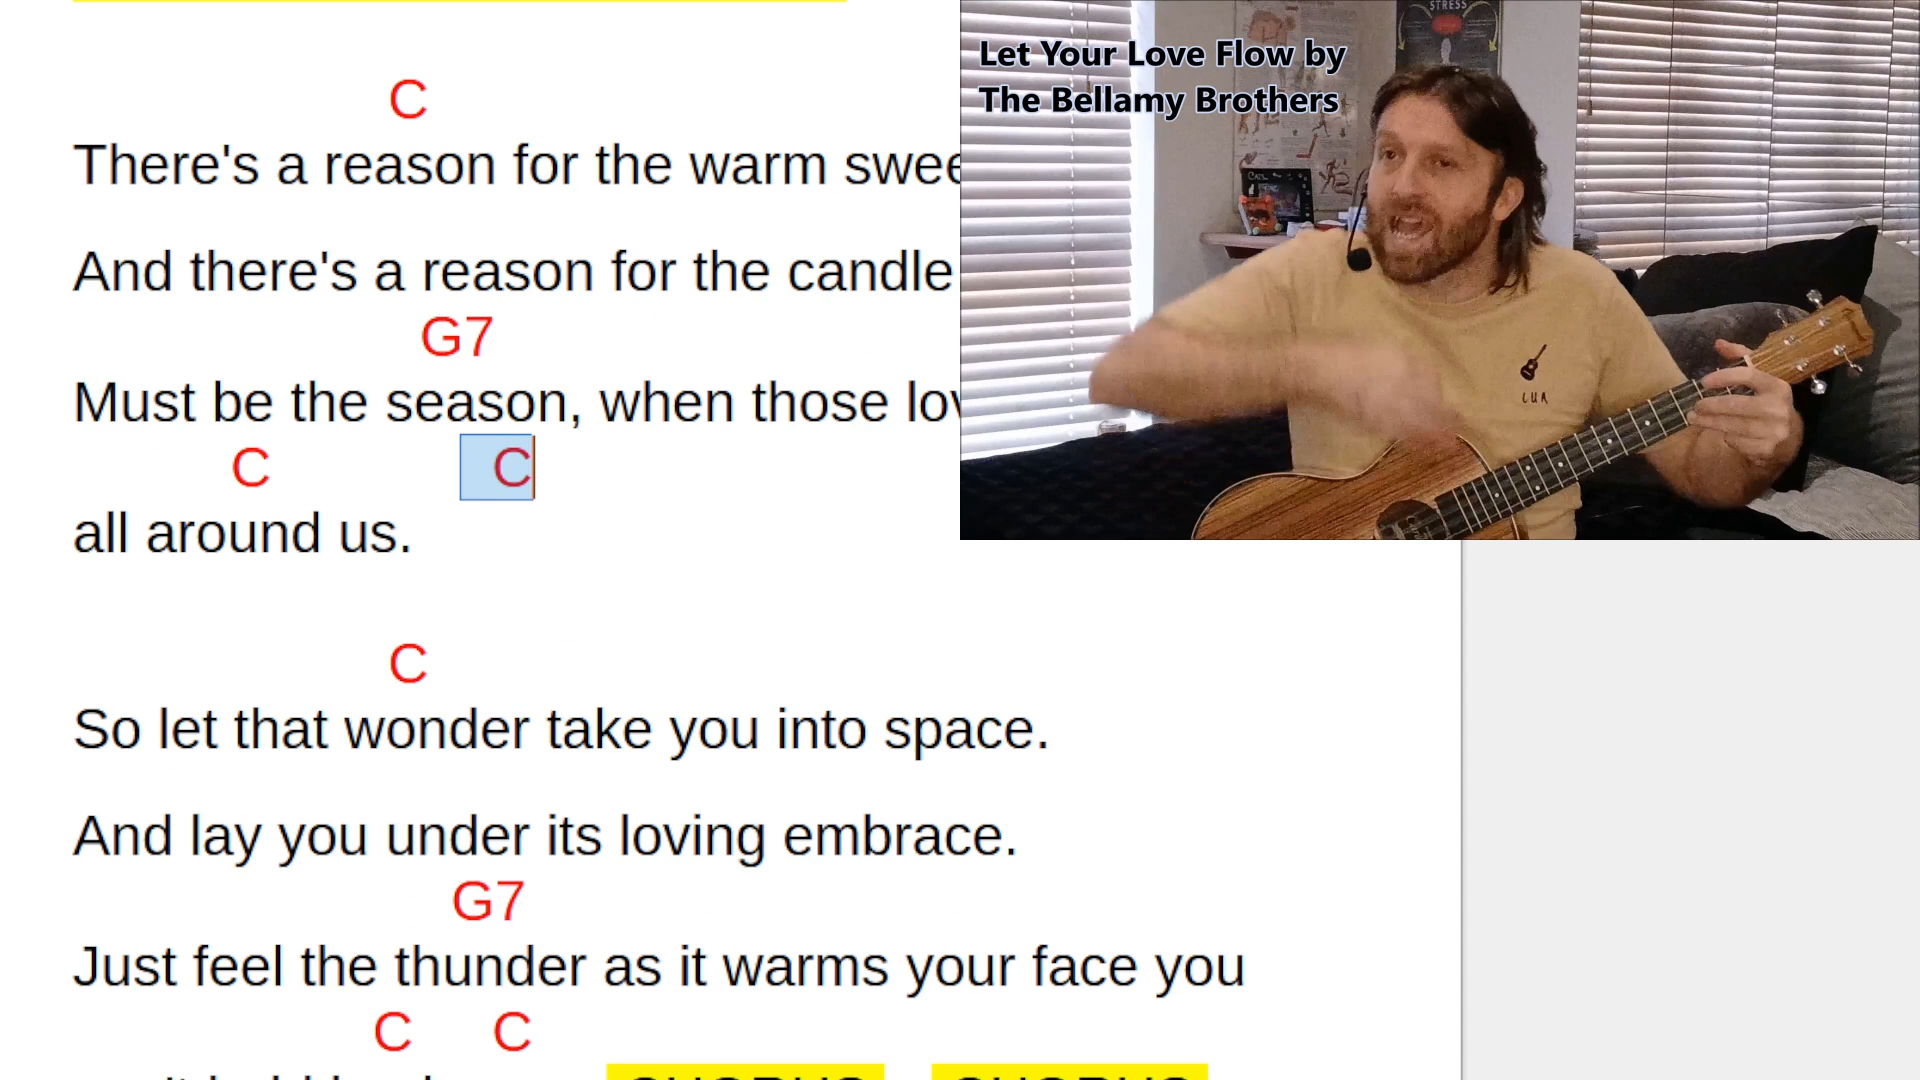 C
There's a reason for the warm swee
And there's a reason for the candle
G7
Must be the season, when those lov
C C
all around us.
C
So let that wonder take you into space.
And lay you under its loving embrace.
G7
Just feel the thunder as it warms your face you
C C
CHORUS CHORUS
Let Your Love Flow by
The Bellamy Brothers
STRESS
LUA